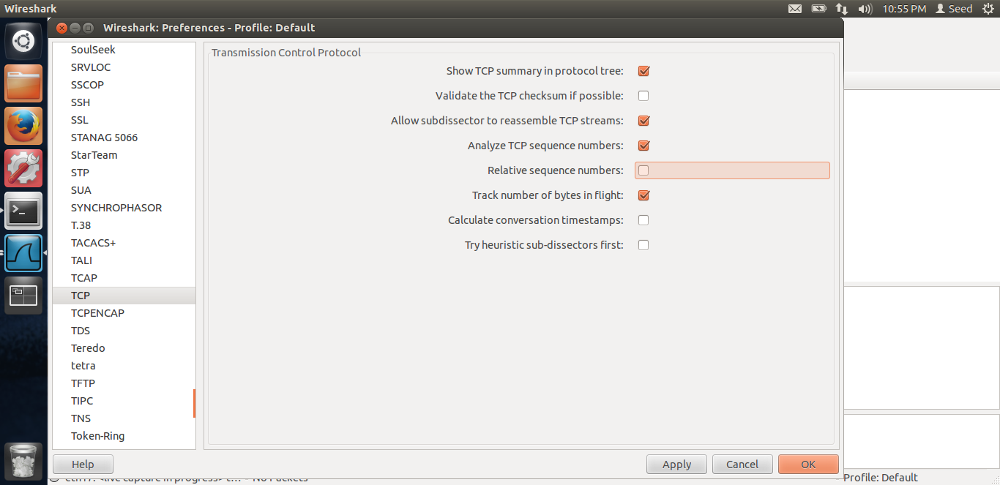 Wireshark 10:55 PM Seed
Wireshark: Preferences - Profile: Default
SoulSeek
SRVLOC
SSCOP
SSH
SSL
STANAG 5066
StarTeam
STP
SUA
SYNCHROPHASOR
T.38
TACACS+
TALI
TCAP
TCP
TCPENCAP
TDS
Teredo
tetra
TFTP
TIPC
TNS
Token-Ring
Transmission Control Protocol
Show TCP summary in protocol tree:
Validate the TCP checksum if possible:
Allow subdissector to reassemble TCP streams:
Analyze TCP sequence numbers:
Relative sequence numbers:
Track number of bytes in flight:
Calculate conversation timestamps:
Try heuristic sub-dissectors first:
Help Apply Cancel OK
<live capture in progress> No Packets Profile: Default